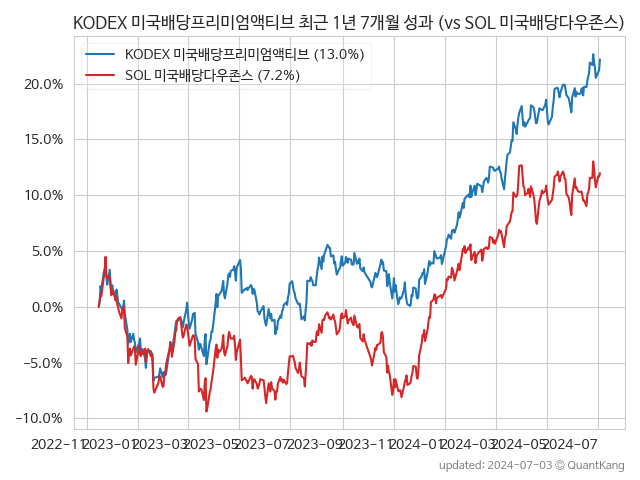 KODEX 미국배당프리미엄액티브 최근 1년 7개월 성과 (vs SOL 미국배당다우존스)
KODEX 미국배당프리미엄액티브 (13.0%)
SOL 미국배당다우존스 (7.2%)
20.0%
15.0%
10.0%
5.0%
0.0%
−5.0%
−10.0%
2022-11 2023-01 2023-03 2023-05 2023-07 2023-09 2023-11 2024-01 2024-03 2024-05 2024-07
updated: 2024-07-03 © QuantKang